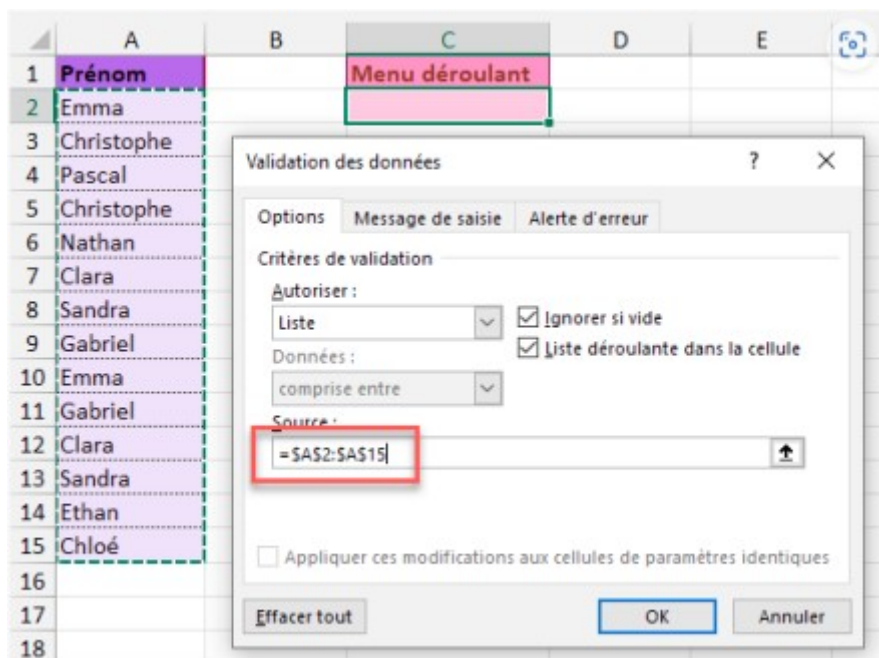 A B C D E
1 Prénom Menu déroulant
2 Emma
3 Christophe
4 Pascal
5 Christophe
6 Nathan
7 Clara
8 Sandra
9 Gabriel
10 Emma
11 Gabriel
12 Clara
13 Sandra
14 Ethan
15 Chloé
16
17
18
Validation des données ? ×
Options Message de saisie Alerte d'erreur
Critères de validation
Autoriser :
Liste
Ignorer si vide
Données :
Liste déroulante dans la cellule
comprise entre
Source :
=$A$2:$A$15
Appliquer ces modifications aux cellules de paramètres identiques
Effacer tout OK Annuler